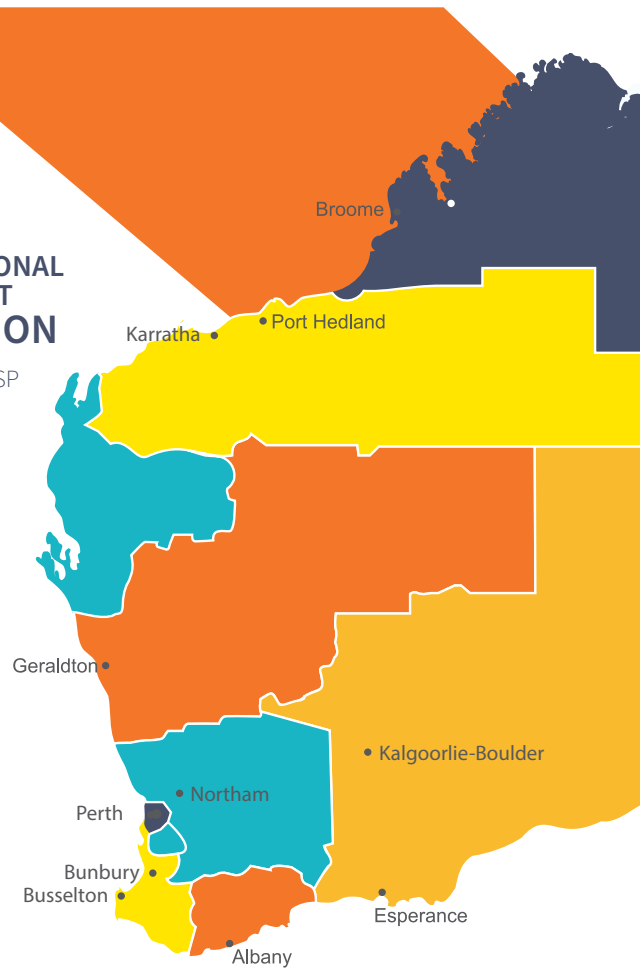 Broome
ONAL
T
ON
SP
Port Hedland
Karratha
Geraldton
Kalgoorlie-Boulder
Northam
Perth
Bunbury
Busselton
Esperance
Albany